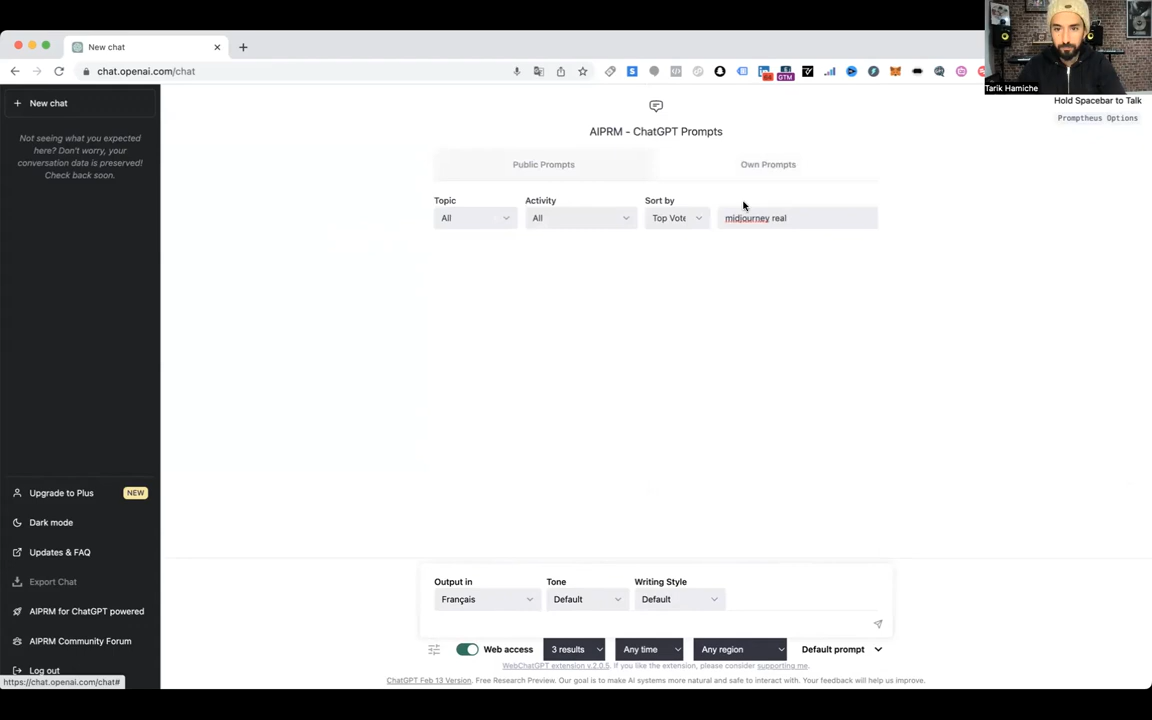 New chat
chat.openai.com/chat
Tarik Hamiche
Hold Spacebar to Talk
Promptheus Options
New chat
Not seeing what you expected
here? Don't worry, your
conversation data is preserved!
Check back soon.
AIPRM - ChatGPT Prompts
Public Prompts
Own Prompts
Topic
Activity
Sort by
All
All
Top Vote
midjourney real
Upgrade to Plus
NEW
Dark mode
Updates & FAQ
Export Chat
AIPRM for ChatGPT powered
AIPRM Community Forum
Log out
https://chat.openai.com/chat#
Output in
Tone
Writing Style
Français
Default
Default
Web access
3 results
Any time
Any region
Default prompt
WebChatGPT extension v.2.0.5. If you like the extension, please consider supporting me.
ChatGPT Feb 13 Version. Free Research Preview. Our goal is to make AI systems more natural and safe to interact with. Your feedback will help us improve.